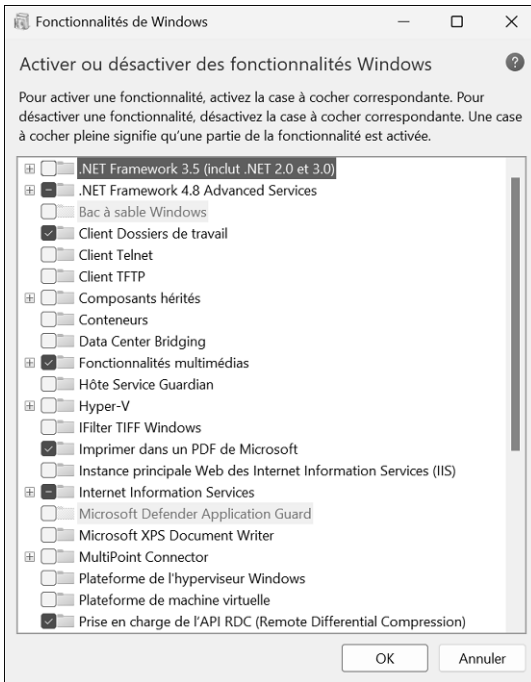 Fonctionnalités de Windows
Activer ou désactiver des fonctionnalités Windows
Pour activer une fonctionnalité, activez la case à cocher correspondante. Pour
désactiver une fonctionnalité, désactivez la case à cocher correspondante. Une case
à cocher pleine signifie qu'une partie de la fonctionnalité est activée.
.NET Framework 3.5 (inclut .NET 2.0 et 3.0)
.NET Framework 4.8 Advanced Services
Bac à sable Windows
Client Dossiers de travail
Client Telnet
Client TFTP
Composants hérités
Conteneurs
Data Center Bridging
Fonctionnalités multimédias
Hôte Service Guardian
Hyper-V
IFilter TIFF Windows
Imprimer dans un PDF de Microsoft
Instance principale Web des Internet Information Services (IIS)
Internet Information Services
Microsoft Defender Application Guard
Microsoft XPS Document Writer
MultiPoint Connector
Plateforme de l'hyperviseur Windows
Plateforme de machine virtuelle
Prise en charge de l'API RDC (Remote Differential Compression)
OK Annuler